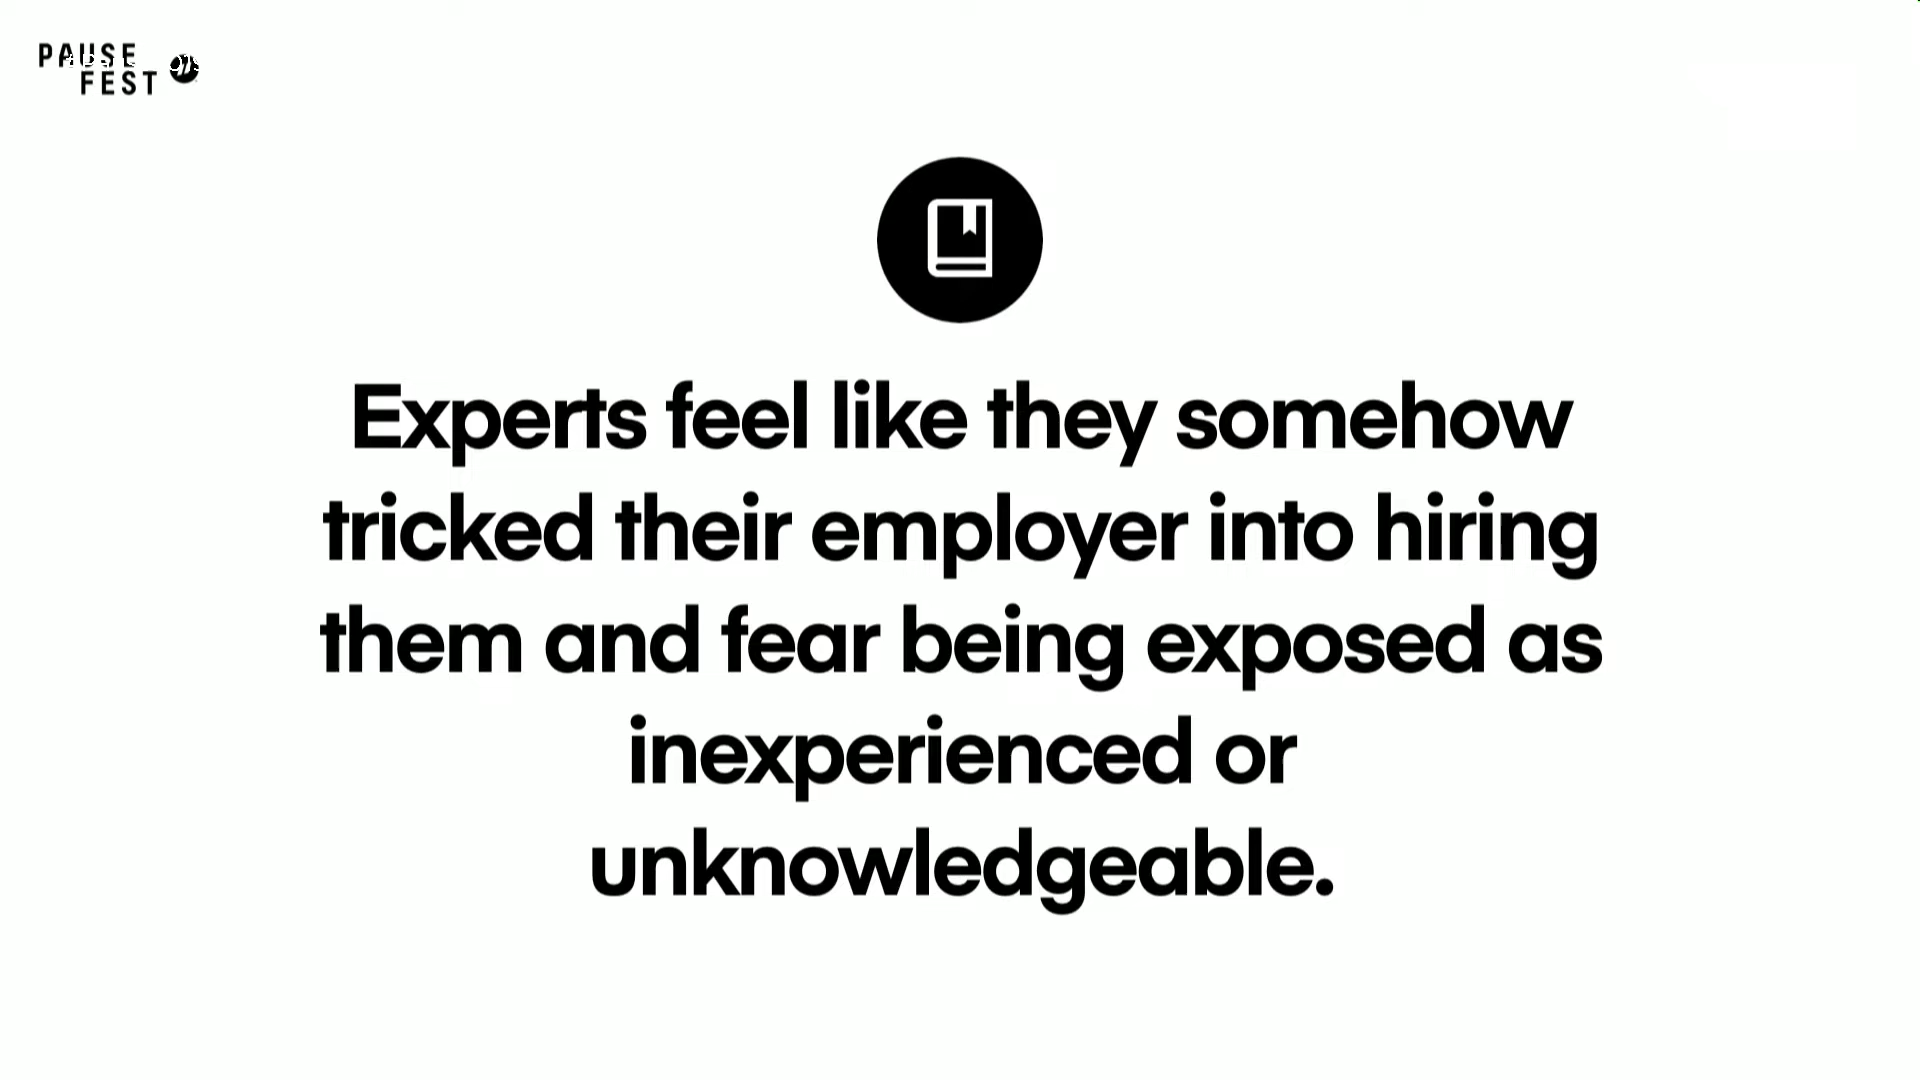 PAUSE
FEST
Experts feel like they somehow
tricked their employer into hiring
them and fear being exposed as
inexperienced or
unknowledgeable.